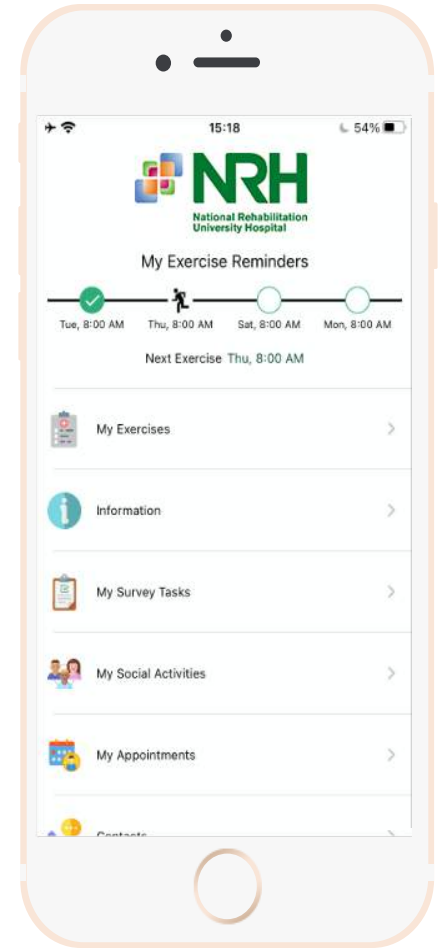 15:18
54%
NRH
National Rehabilitation
University Hospital
My Exercise Reminders
Tue, 8:00 AM Thu, 8:00 AM Sat, 8:00 AM Mon, 8:00 AM
Next Exercise Thu, 8:00 AM
My Exercises
Information
My Survey Tasks
My Social Activities
My Appointments
Contacts